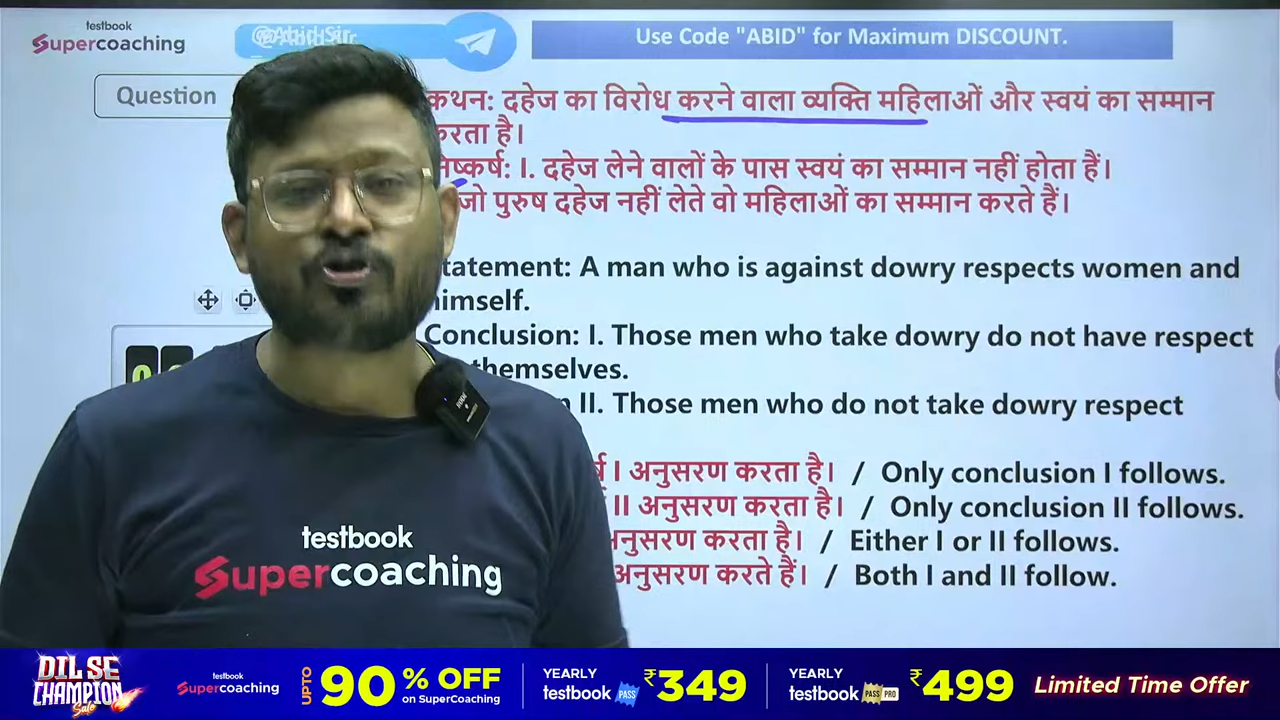 testbook
Supercoaching
@Abid Sir
Use Code "ABID" for Maximum DISCOUNT.
Question
कथन: दहेज का विरोध करने वाला व्यक्ति महिलाओं और स्वयं का सम्मान
करता है।
निष्कर्ष: I. दहेज लेने वालों के पास स्वयं का सम्मान नहीं होता हैं।
जो पुरुष दहेज नहीं लेते वो महिलाओं का सम्मान करते हैं।
Statement: A man who is against dowry respects women and
himself.
Conclusion: I. Those men who take dowry do not have respect
themselves.
II. Those men who do not take dowry respect
I अनुसरण करता है। / Only conclusion I follows.
II अनुसरण करता है। / Only conclusion II follows.
अनुसरण करता है। / Either I or II follows.
अनुसरण करते हैं। / Both I and II follow.
testbook
Supercoaching
DIL SE
CHAMPION
Sale
testbook
Supercoaching
UPTO 90% OFF
on SuperCoaching
YEARLY
testbook PASS ₹349
YEARLY
testbook PASS PRO ₹499
Limited Time Offer